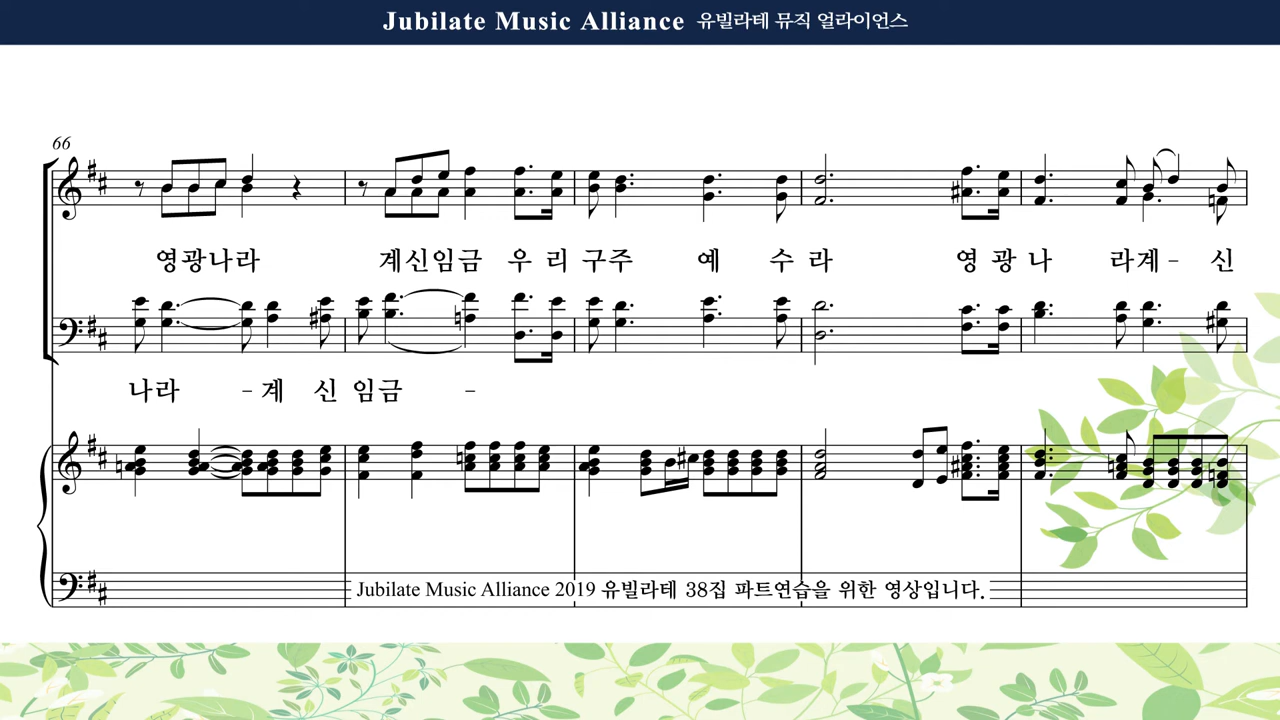 Jubilate Music Alliance 유빌라테 뮤직 얼라이언스
66
영광나라 계신임금 우 리 구주 예 수 라 영 광 나 라계 - 신
나라 - 계 신 임금 -
Jubilate Music Alliance 2019 유빌라테 38집 파트연습을 위한 영상입니다.